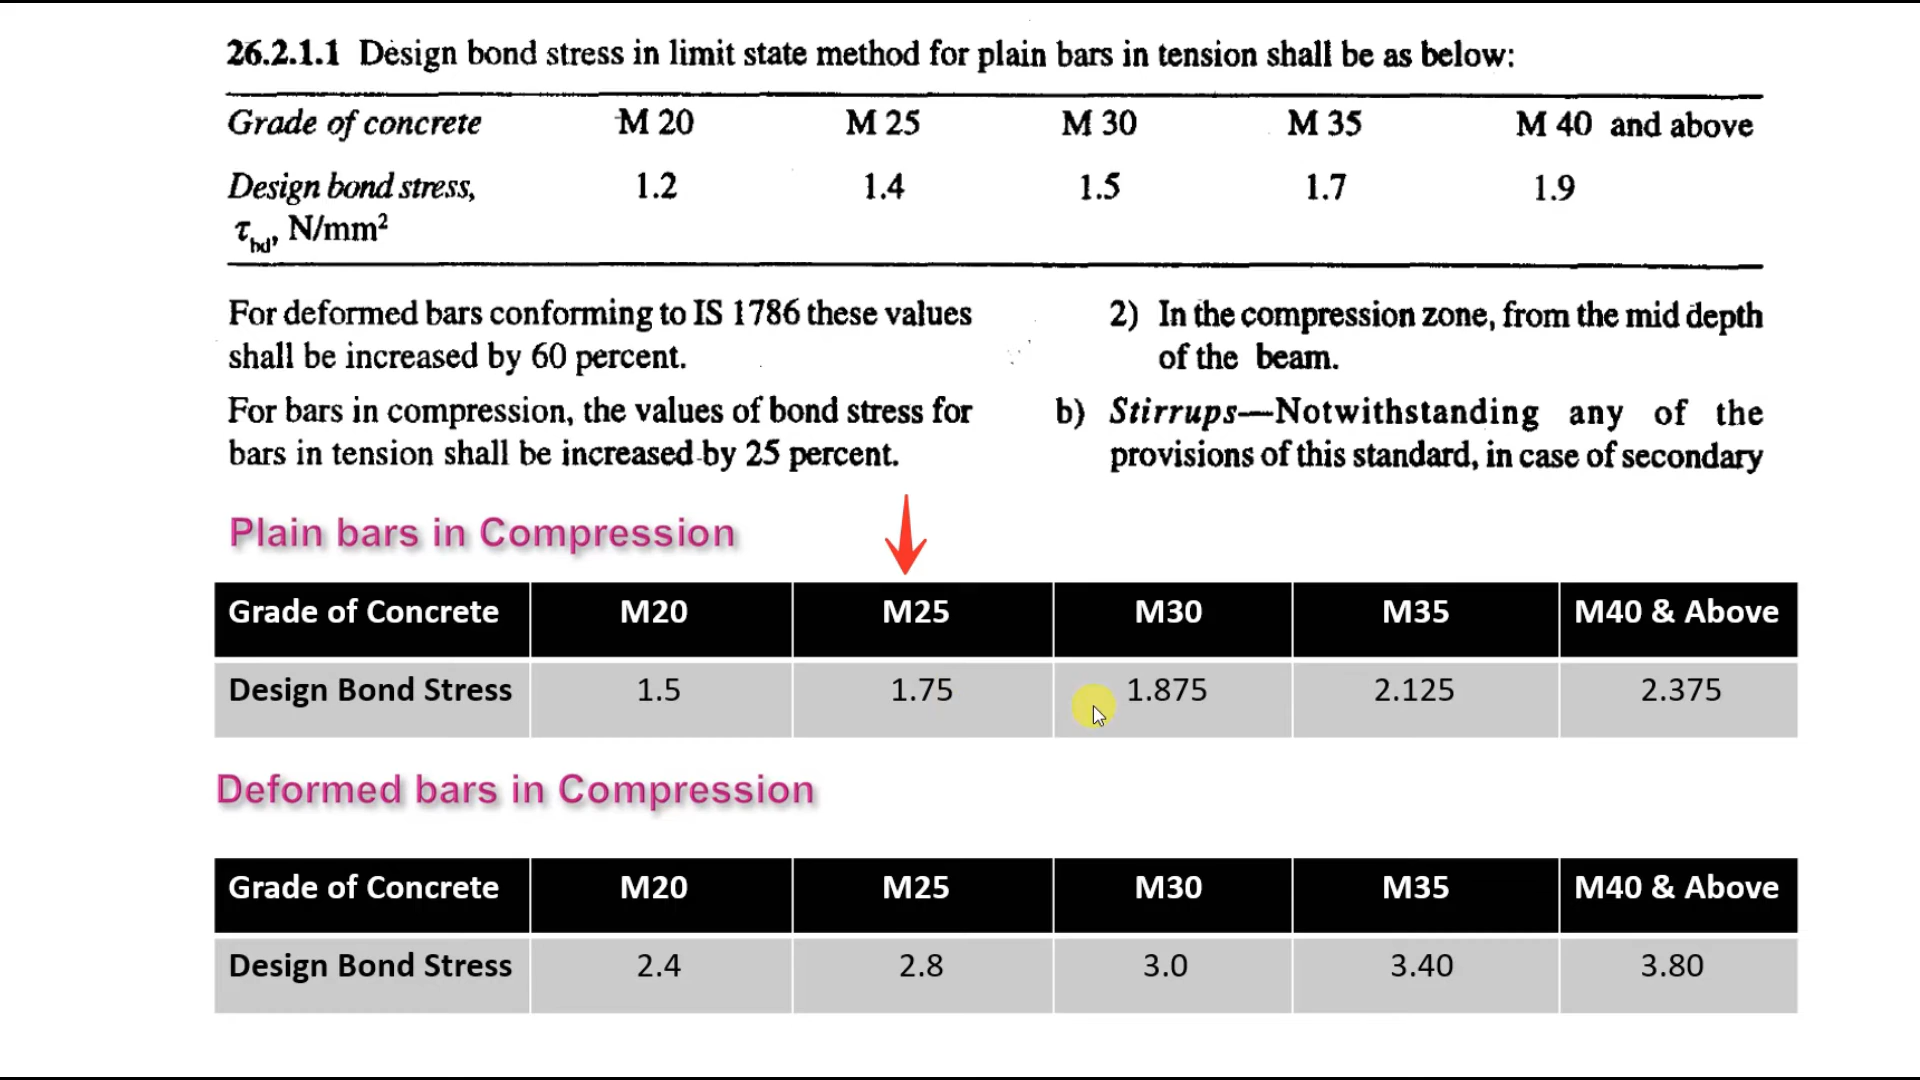 26.2.1.1 Design bond stress in limit state method for plain bars in tension shall be as below:
Grade of concrete M 20 M 25 M 30 M 35 M 40 and above
Design bond stress, 1.2 1.4 1.5 1.7 1.9
τbd, N/mm²
For deformed bars conforming to IS 1786 these values
shall be increased by 60 percent.
For bars in compression, the values of bond stress for
bars in tension shall be increased by 25 percent.
2) In the compression zone, from the mid depth
of the beam.
b) Stirrups—Notwithstanding any of the
provisions of this standard, in case of secondary
Plain bars in Compression
Grade of Concrete M20 M25 M30 M35 M40 & Above
Design Bond Stress 1.5 1.75 1.875 2.125 2.375
Deformed bars in Compression
Grade of Concrete M20 M25 M30 M35 M40 & Above
Design Bond Stress 2.4 2.8 3.0 3.40 3.80